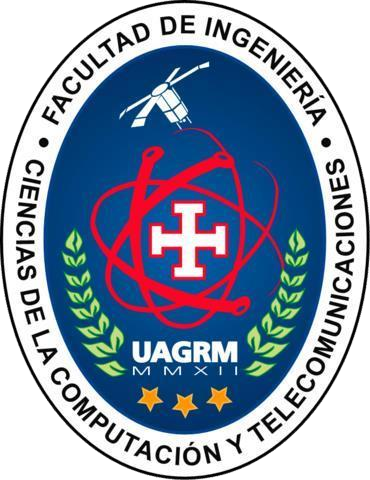 FACULTAD DE INGENIERÍA
CIENCIAS DE LA COMPUTACIÓN Y TELECOMUNICACIONES
UAGRM
MMXII